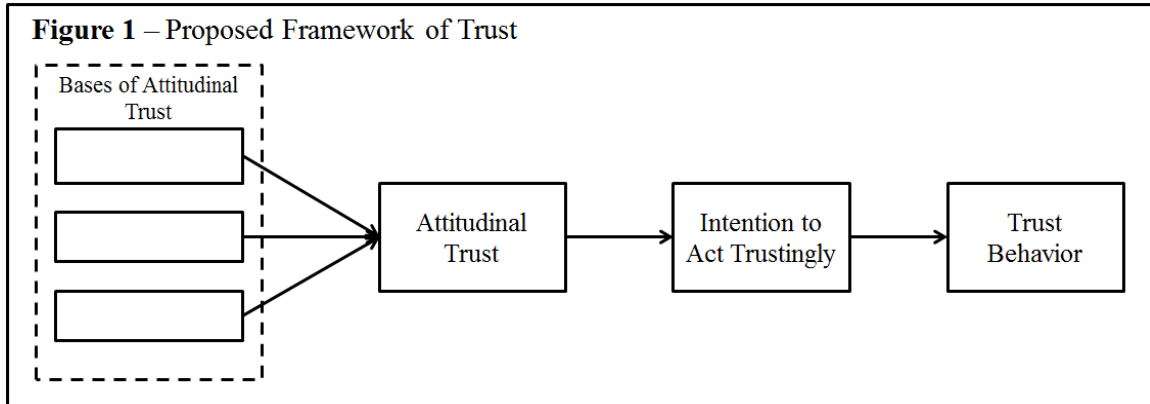 Figure 1 – Proposed Framework of Trust
Bases of Attitudinal
Trust
Attitudinal
Trust
Intention to
Act Trustingly
Trust
Behavior